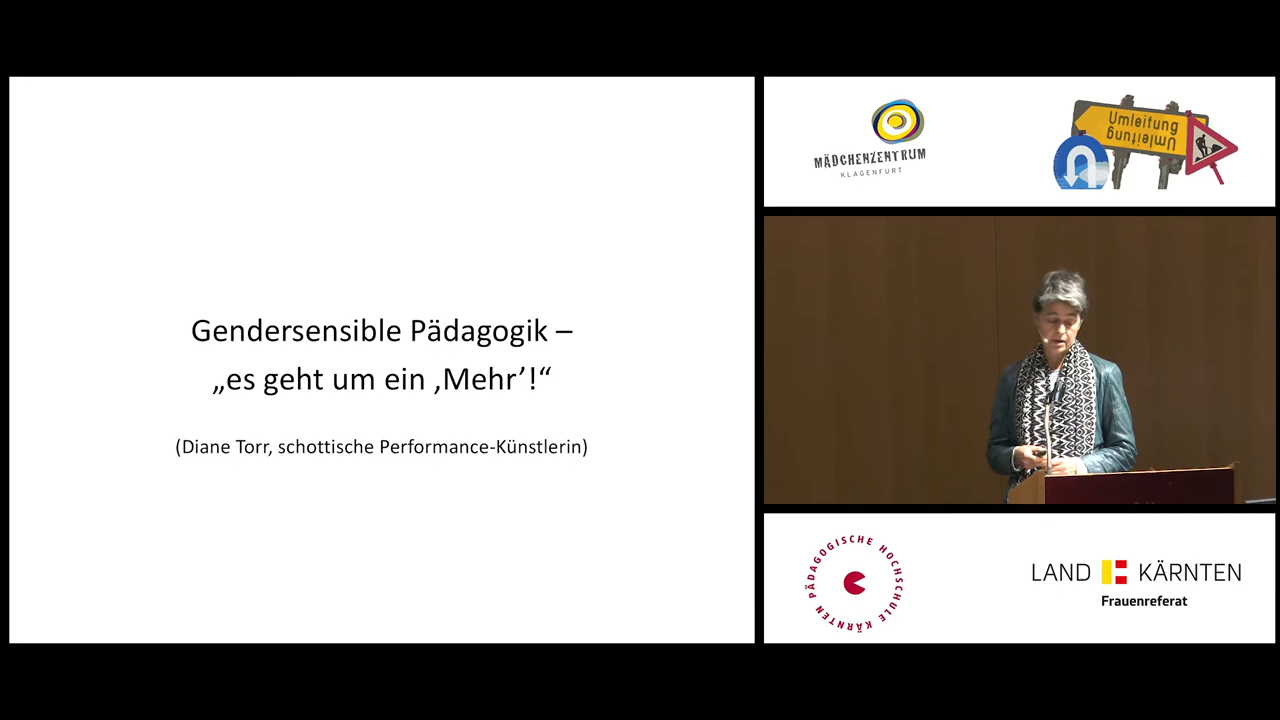 Gendersensible Pädagogik –
„es geht um ein ‚Mehr’!“
(Diane Torr, schottische Performance-Künstlerin)
MÄDCHENZENTRUM
KLAGENFURT
Umleitung
Umleitung
PÄDAGOGISCHE HOCHSCHULE KÄRNTEN
LAND KÄRNTEN
Frauenreferat